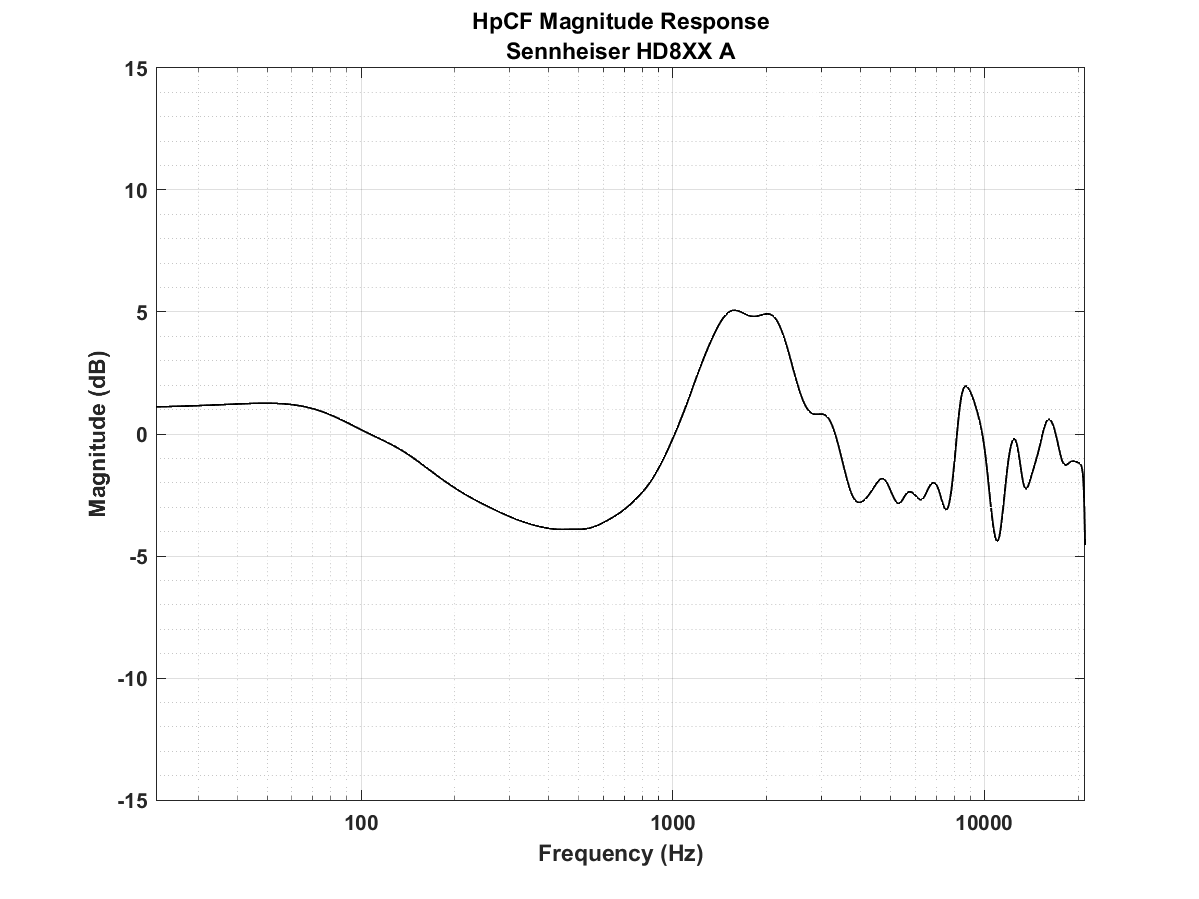 HpCF Magnitude Response
Sennheiser HD8XX A
15
10
5
0
-5
-10
-15
Magnitude (dB)
100
1000
10000
Frequency (Hz)